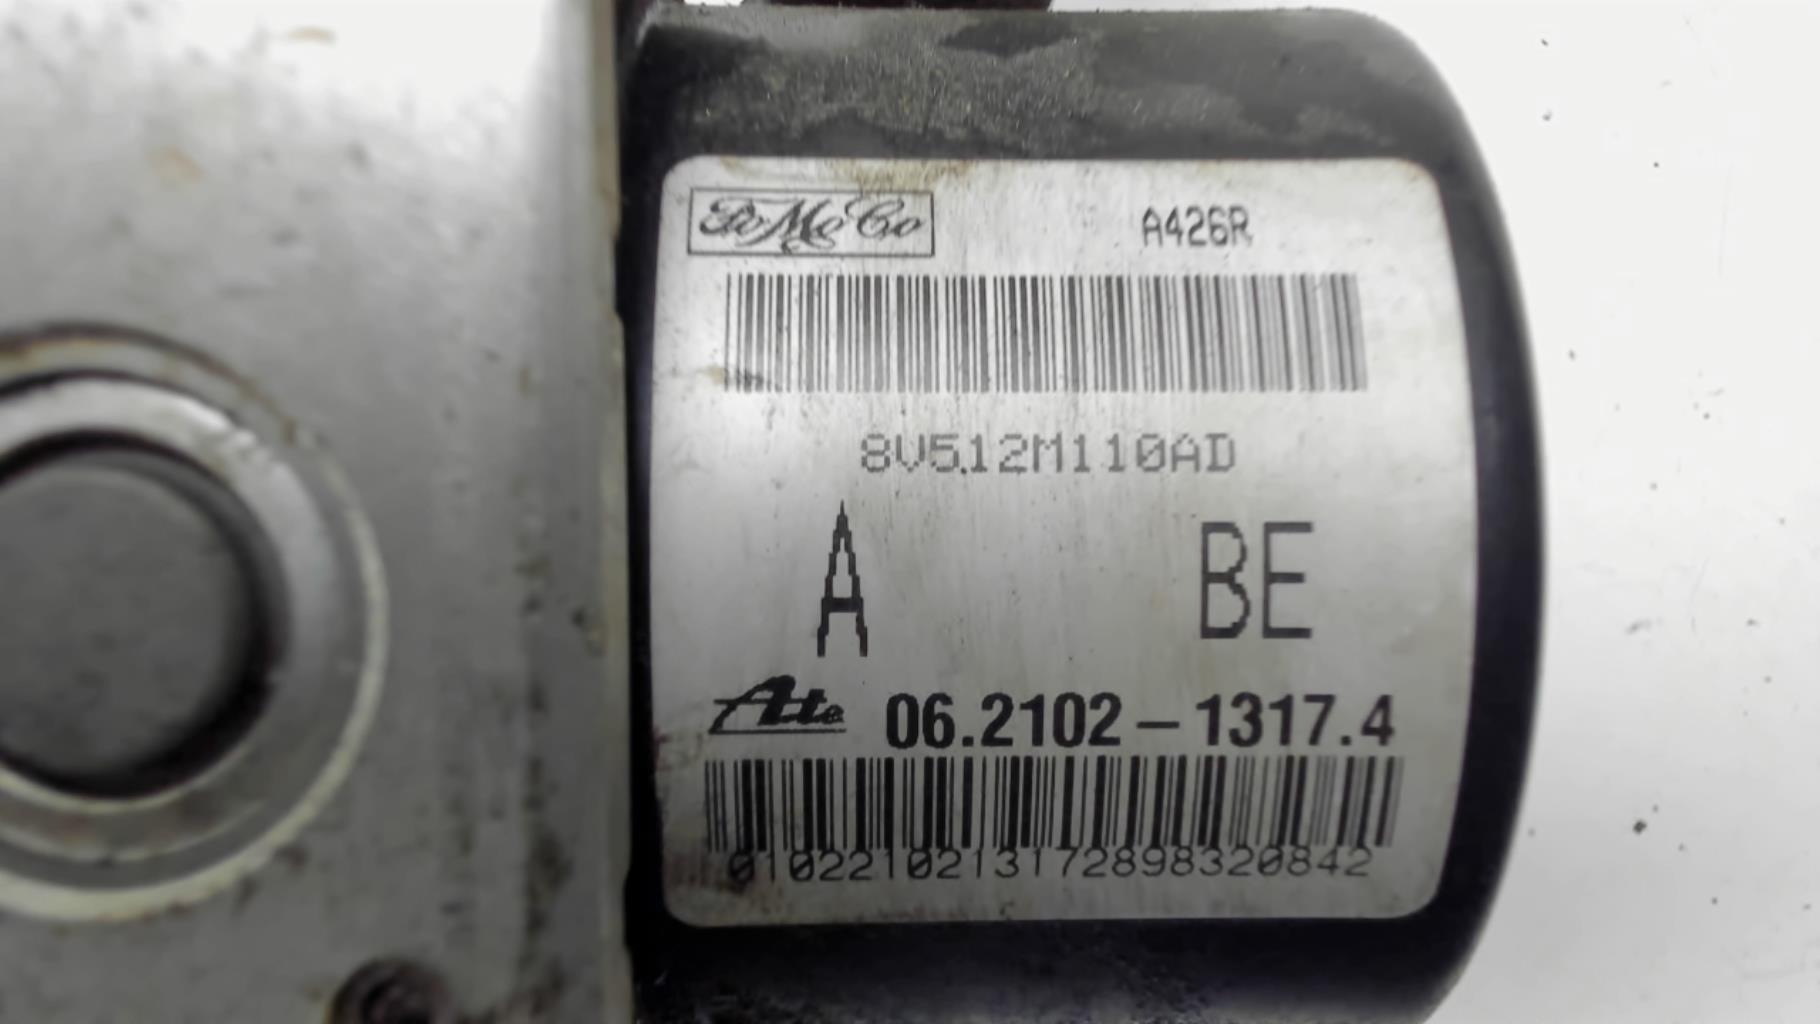 FoMoCo A426R
8V512M110AD
A BE
Ate 06.2102-1317.4
0102210213172898320842